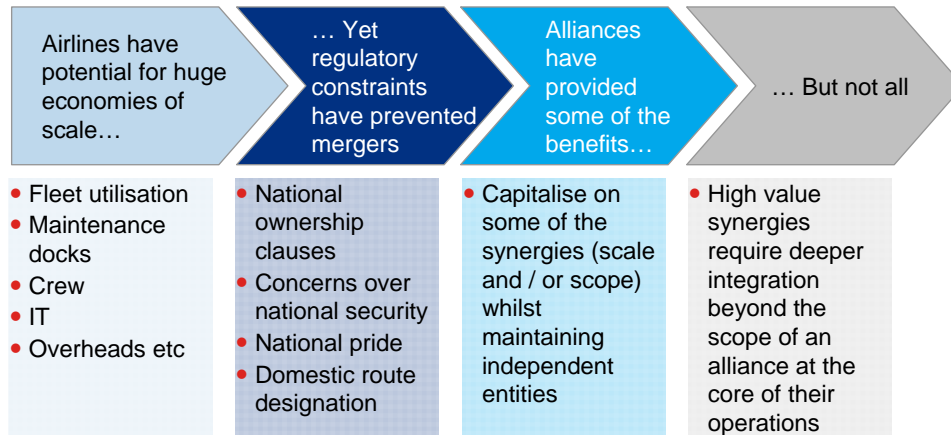 Airlines have
potential for huge
economies of
scale…
… Yet
regulatory
constraints
have prevented
mergers
Alliances
have
provided
some of the
benefits…
… But not all
• Fleet utilisation
• Maintenance
docks
• Crew
• IT
• Overheads etc
• National
ownership
clauses
• Concerns over
national security
• National pride
• Domestic route
designation
• Capitalise on
some of the
synergies (scale
and / or scope)
whilst
maintaining
independent
entities
• High value
synergies
require deeper
integration
beyond the
scope of an
alliance at the
core of their
operations